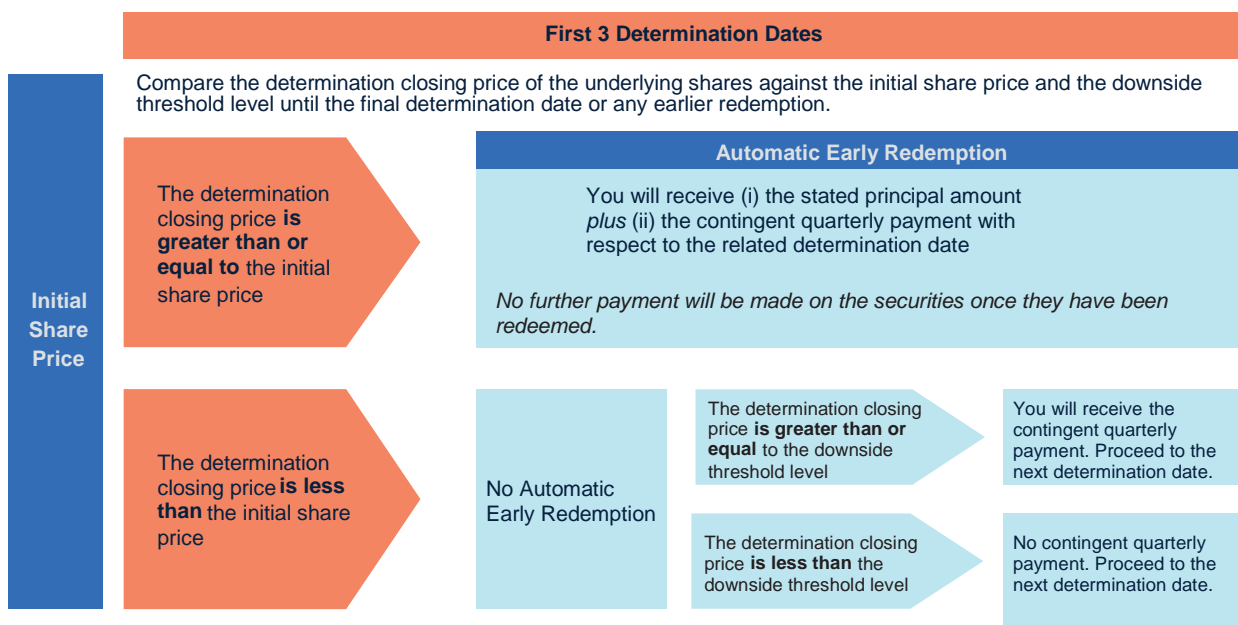 First 3 Determination Dates
Compare the determination closing price of the underlying shares against the initial share price and the downside
threshold level until the final determination date or any earlier redemption.
Initial
Share
Price
The determination
closing price is
greater than or
equal to the initial
share price
Automatic Early Redemption
You will receive (i) the stated principal amount
plus (ii) the contingent quarterly payment with
respect to the related determination date
No further payment will be made on the securities once they have been
redeemed.
The determination
closing price is less
than the initial share
price
No Automatic
Early Redemption
The determination closing
price is greater than or
equal to the downside
threshold level
You will receive the
contingent quarterly
payment. Proceed to the
next determination date.
The determination closing
price is less than the
downside threshold level
No contingent quarterly
payment. Proceed to the
next determination date.